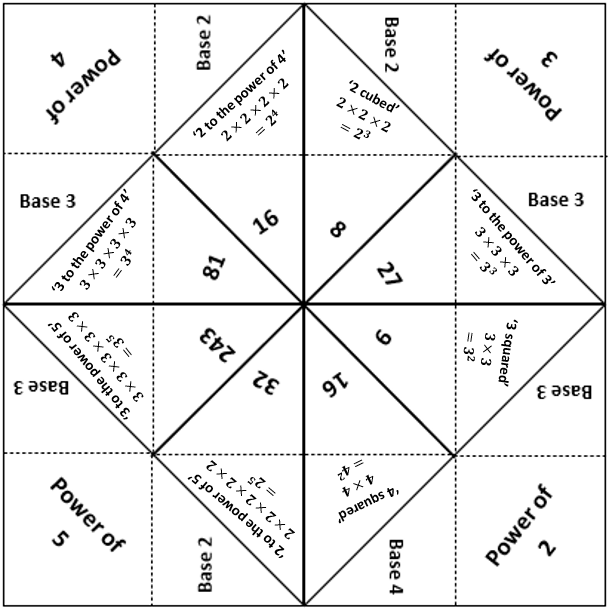 Power of
4
Base 2
Base 2
Power of
3
'2 to the power of 4'
2 × 2 × 2 × 2
= 2⁴
'2 cubed'
2 × 2 × 2
= 2³
Base 3
'3 to the power of 4'
3 × 3 × 3 × 3
= 3⁴
81
16
8
27
'3 to the power of 3'
3 × 3 × 3
= 3³
Base 3
Base 3
'3 to the power of 5'
3 × 3 × 3 × 3 × 3
= 3⁵
243
32
16
9
'3 squared'
3 × 3
= 3²
Base 3
'2 to the power of 5'
2 × 2 × 2 × 2 × 2
= 2⁵
'4 squared'
4 × 4
= 4²
Power of
5
Base 2
Base 4
Power of
2